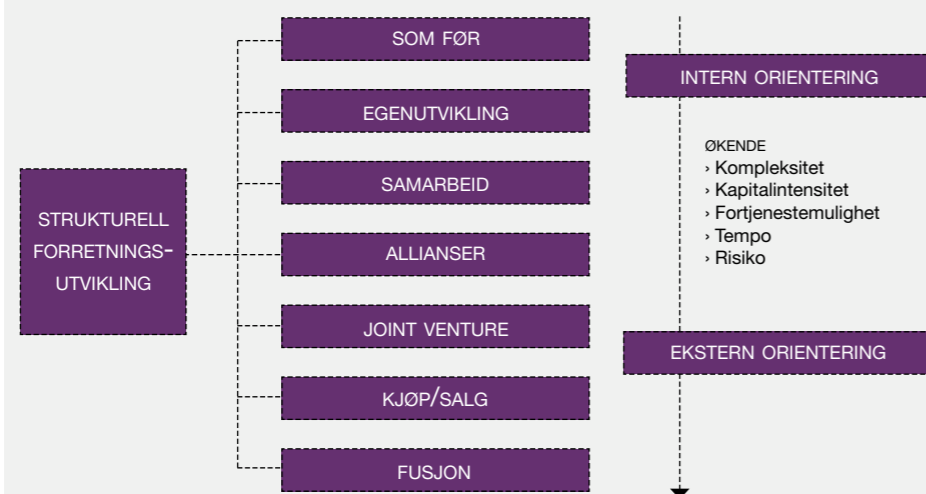 STRUKTURELL
FORRETNINGS-
UTVIKLING
SOM FØR
EGENUTVIKLING
SAMARBEID
ALLIANSER
JOINT VENTURE
KJØP/SALG
FUSJON
INTERN ORIENTERING
ØKENDE
› Kompleksitet
› Kapitalintensitet
› Fortjenestemulighet
› Tempo
› Risiko
EKSTERN ORIENTERING